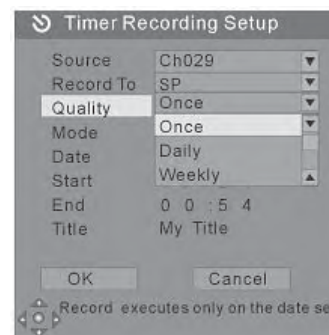 Timer Recording Setup
Source Ch029
Record To SP
Quality Once
Mode Once
Date Daily
Start Weekly
End 0 0 : 5 4
Title My Title
OK Cancel
Record executes only on the date se